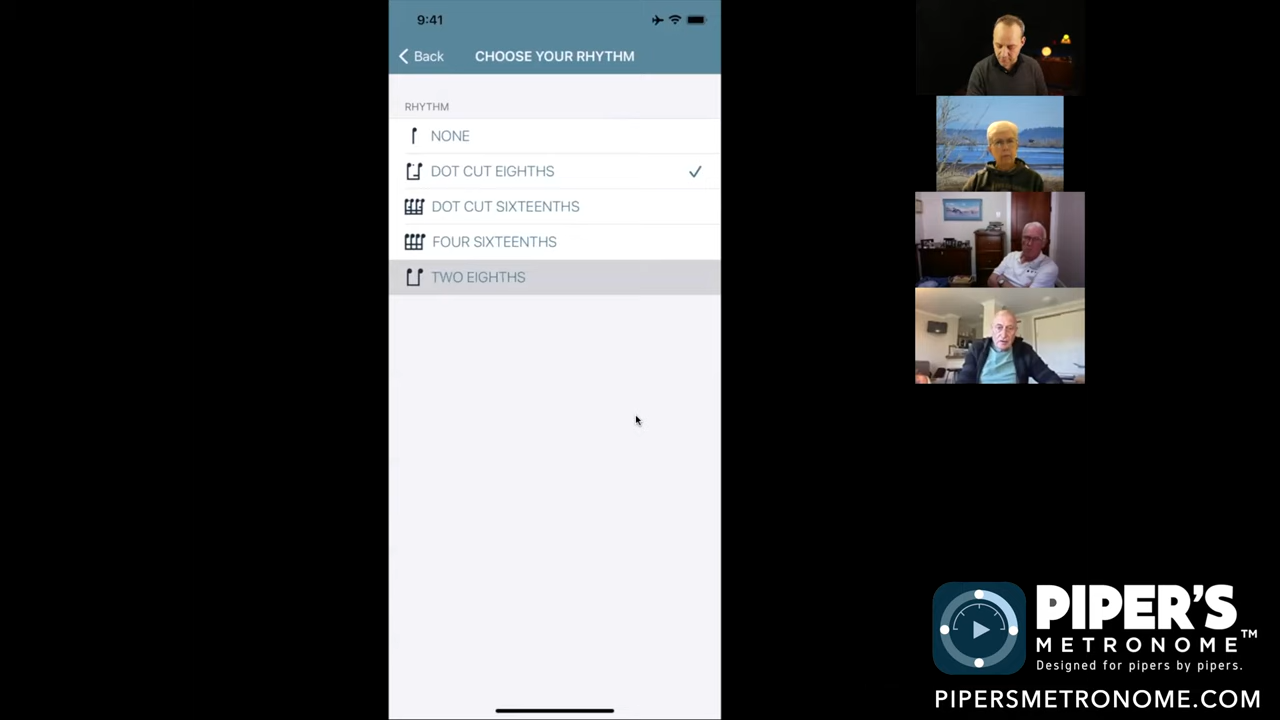 9:41
Back
CHOOSE YOUR RHYTHM
RHYTHM
NONE
DOT CUT EIGHTHS
DOT CUT SIXTEENTHS
FOUR SIXTEENTHS
TWO EIGHTHS
PIPER'S
METRONOME™
Designed for pipers by pipers.
PIPERSMETRONOME.COM